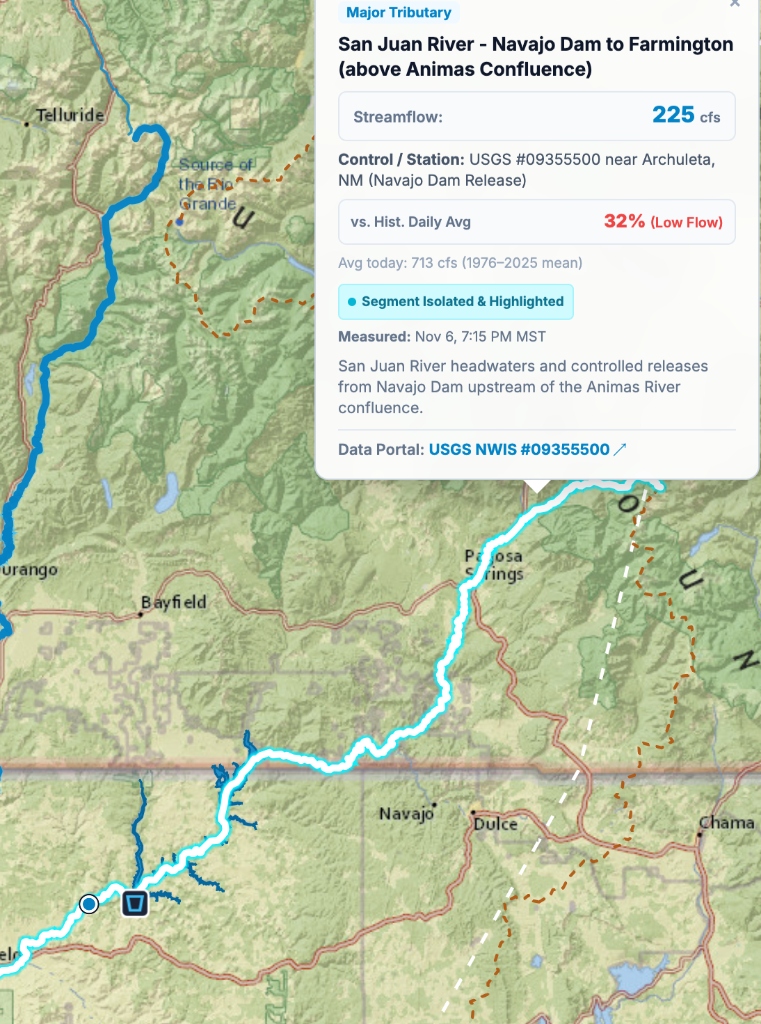 Major Tributary
×
San Juan River - Navajo Dam to Farmington
(above Animas Confluence)
Streamflow: 225 cfs
Control / Station: USGS #09355500 near Archuleta,
NM (Navajo Dam Release)
vs. Hist. Daily Avg 32% (Low Flow)
Avg today: 713 cfs (1976–2025 mean)
Segment Isolated & Highlighted
Measured: Nov 6, 7:15 PM MST
San Juan River headwaters and controlled releases
from Navajo Dam upstream of the Animas River
confluence.
Data Portal: USGS NWIS #09355500 ↗
Telluride
Source of
the Rio
Grande
U
O
U
N
Springs
urango
Bayfield
Navajo
Dulce
Chama